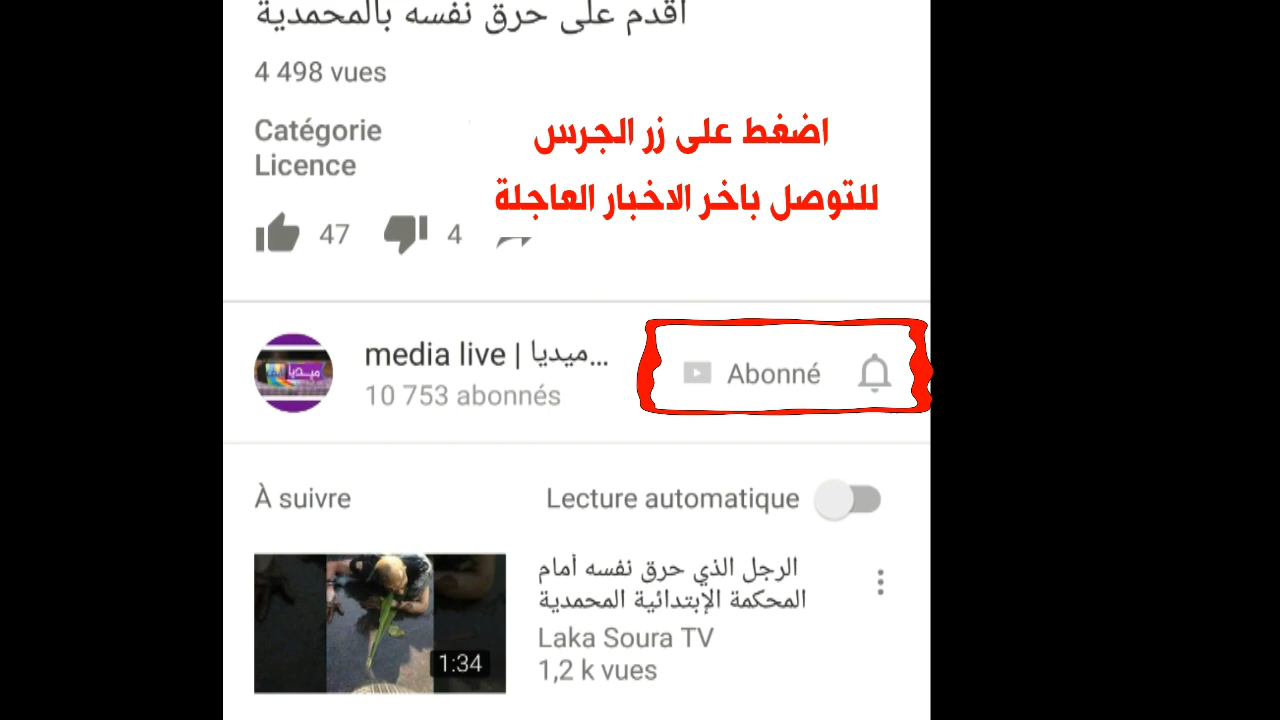 أقدم على حرق نفسه بالمحمدية
4 498 vues
Catégorie
Licence
اضغط على زر الجرس
للتوصل باخر الاخبار العاجلة
47
4
media live | ميديا...
10 753 abonnés
Abonné
ميديا
À suivre
Lecture automatique
الرجل الذي حرق نفسه أمام
المحكمة الإبتدائية المحمدية
Laka Soura TV
1,2 k vues
1:34